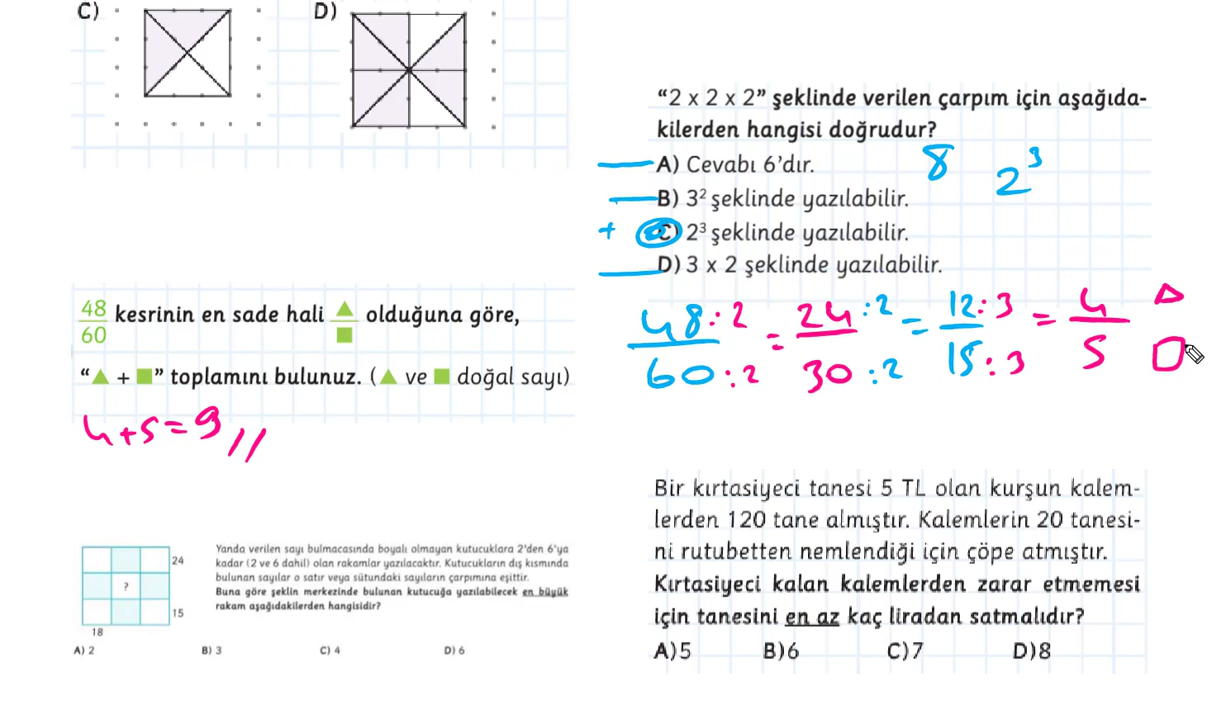 C)
D)
48/60 kesrinin en sade hali ▲/■ olduğuna göre,
"▲ + ■" toplamını bulunuz. (▲ ve ■ doğal sayı)
4+5=9//
24
?
15
18
Yanda verilen sayı bulmacasında boyalı olmayan kutucuklara 2'den 6'ya
kadar (2 ve 6 dahil) olan rakamlar yazılacaktır. Kutucukların dış kısmında
bulunan sayılar o satır veya sütundaki sayıların çarpımına eşittir.
Buna göre şeklin merkezinde bulunan kutucuğa yazılabilecek en büyük
rakam aşağıdakilerden hangisidir?
A) 2 B) 3 C) 4 D) 6
"2 x 2 x 2" şeklinde verilen çarpım için aşağıda-
kilerden hangisi doğrudur?
A) Cevabı 6'dır.
8 2³
B) 3² şeklinde yazılabilir.
+ C) 2³ şeklinde yazılabilir.
D) 3 x 2 şeklinde yazılabilir.
48:2/60:2 = 24:2/30:2 = 12:3/15:3 = 4/5 △/□
Bir kırtasiyeci tanesi 5 TL olan kurşun kalem-
lerden 120 tane almıştır. Kalemlerin 20 tanesi-
ni rutubetten nemlendiği için çöpe atmıştır.
Kırtasiyeci kalan kalemlerden zarar etmemesi
için tanesini en az kaç liradan satmalıdır?
A)5 B)6 C)7 D)8